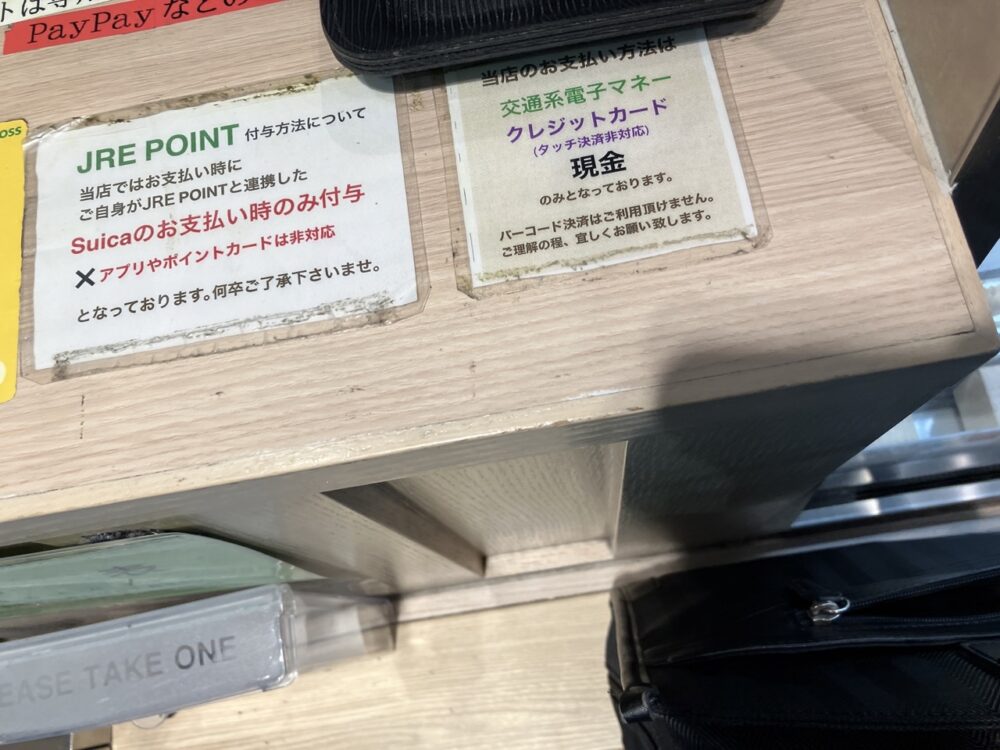 PayPay などの
OSS
JRE POINT 付与方法について
当店ではお支払い時に
ご自身がJRE POINTと連携した
Suicaのお支払い時のみ付与
✕アプリやポイントカードは非対応
となっております。何卒ご了承下さいませ。
当店のお支払い方法は
交通系電子マネー
クレジットカード
(タッチ決済非対応)
現金
のみとなっております。
バーコード決済はご利用頂けません。
ご理解の程、宜しくお願い致します。
EASE TAKE ONE